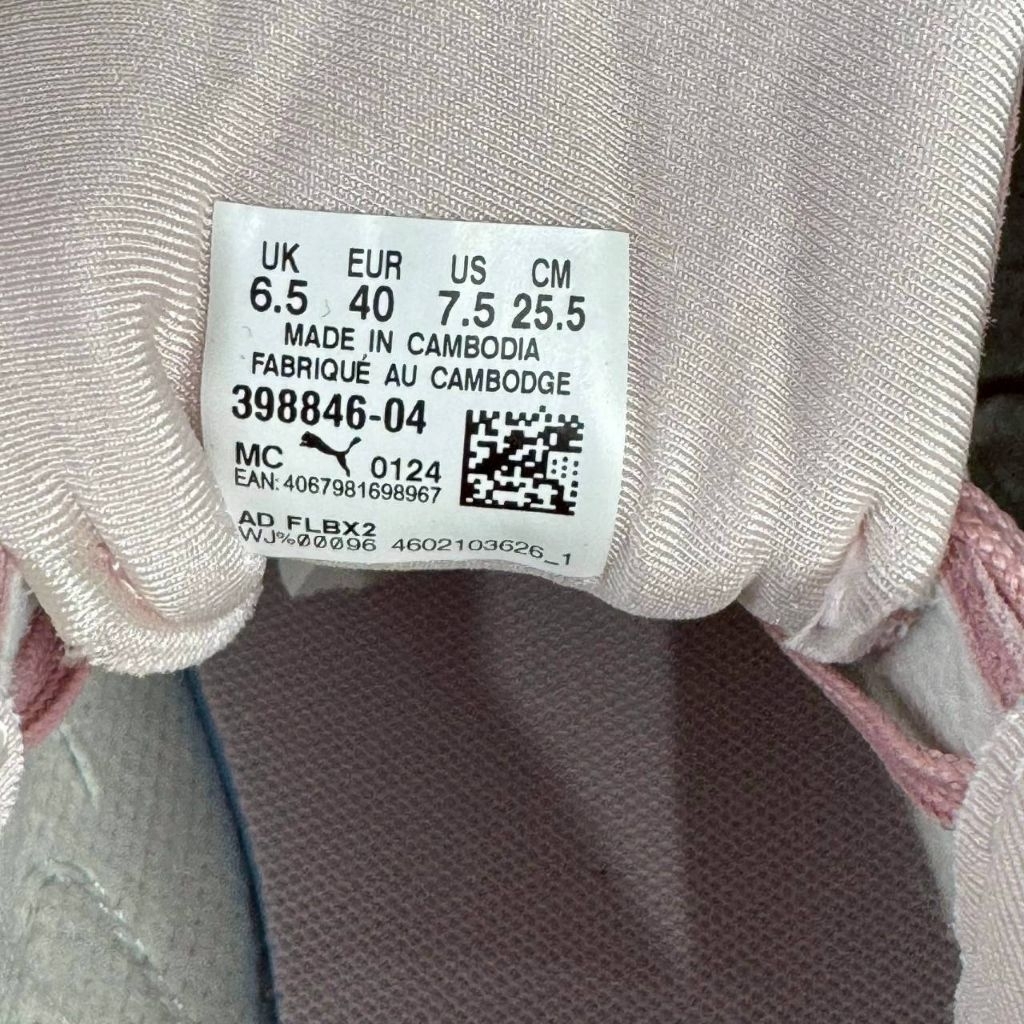 UK EUR US CM
6.5 40 7.5 25.5
MADE IN CAMBODIA
FABRIQUÉ AU CAMBODGE
398846-04
MC 0124
EAN: 4067981698967
AD FLBX2
WJ%00096 4602103626_1